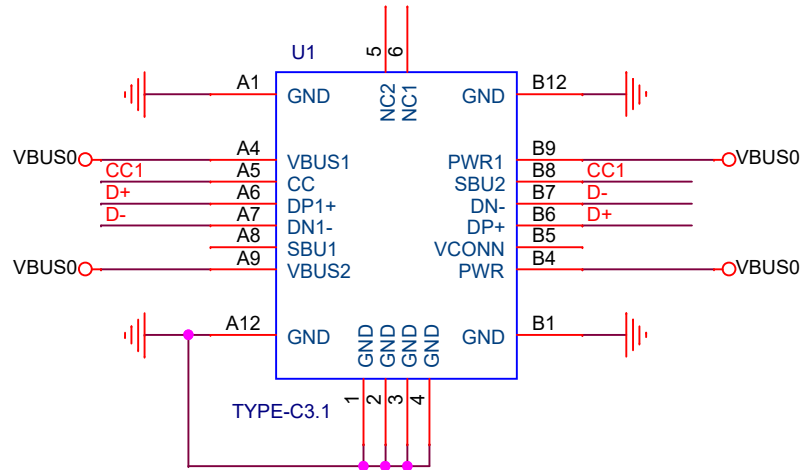 U1
5 6
A1 GND NC2 NC1 GND B12
VBUS0 A4 VBUS1 PWR1 B9 VBUS0
CC1 A5 CC SBU2 B8 CC1
D+ A6 DP1+ DN- B7 D-
D- A7 DN1- DP+ B6 D+
A8 SBU1 VCONN B5
VBUS0 A9 VBUS2 PWR B4 VBUS0
A12 GND GND GND GND GND GND B1
TYPE-C3.1 1 2 3 4